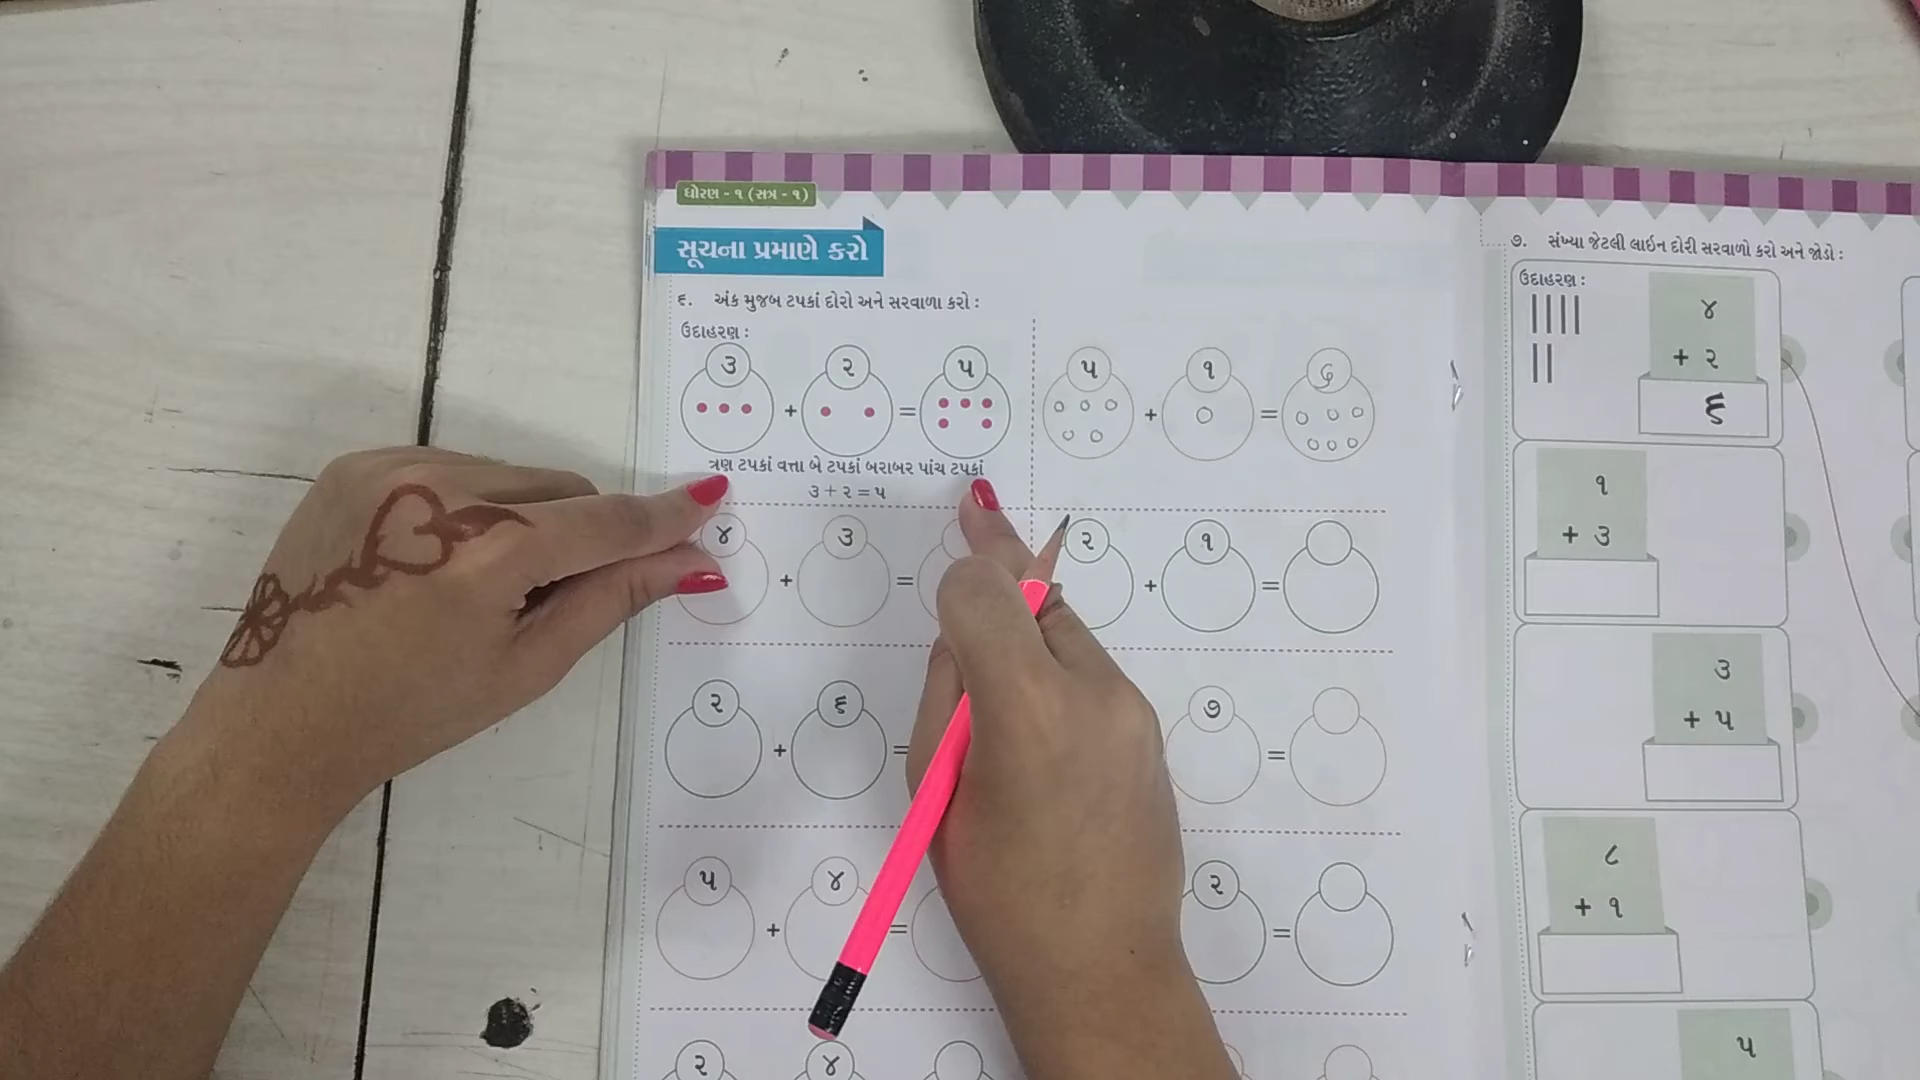 ધોરણ - ૧ (સત્ર - ૧)
સૂચના પ્રમાણે કરો
૬. અંક મુજબ ટપકાં દોરો અને સરવાળા કરો :
ઉદાહરણ :
૩ + ૨ = ૫
ત્રણ ટપકાં વત્તા બે ટપકાં બરાબર પાંચ ટપકાં
૩ + ૨ = ૫
૫ + ૧ = ૬
૪ + ૩ =
૨ + ૧ =
૨ + ૬ =
૭ =
૫ + ૪ =
૨ =
૨
૪
૭. સંખ્યા જેટલી લાઇન દોરી સરવાળો કરો અને જોડો :
ઉદાહરણ :
૪
+ ૨
૬
૧
+ ૩
૩
+ ૫
૮
+ ૧
૫